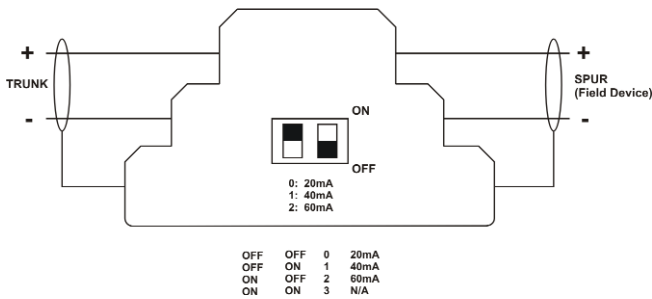 +
TRUNK
-
+
SPUR
(Field Device)
-
ON
OFF
0: 20mA
1: 40mA
2: 60mA
OFF OFF 0 20mA
OFF ON 1 40mA
ON OFF 2 60mA
ON ON 3 N/A